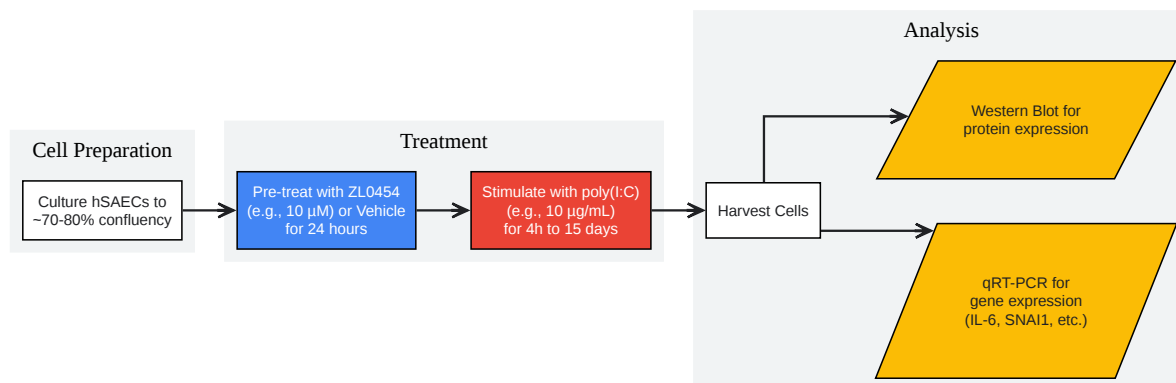 Cell Preparation
Culture hSAECs to
~70-80% confluency
Treatment
Pre-treat with ZL0454
(e.g., 10 µM) or Vehicle
for 24 hours
Stimulate with poly(I:C)
(e.g., 10 µg/mL)
for 4h to 15 days
Analysis
Harvest Cells
Western Blot for
protein expression
qRT-PCR for
gene expression
(IL-6, SNAI1, etc.)